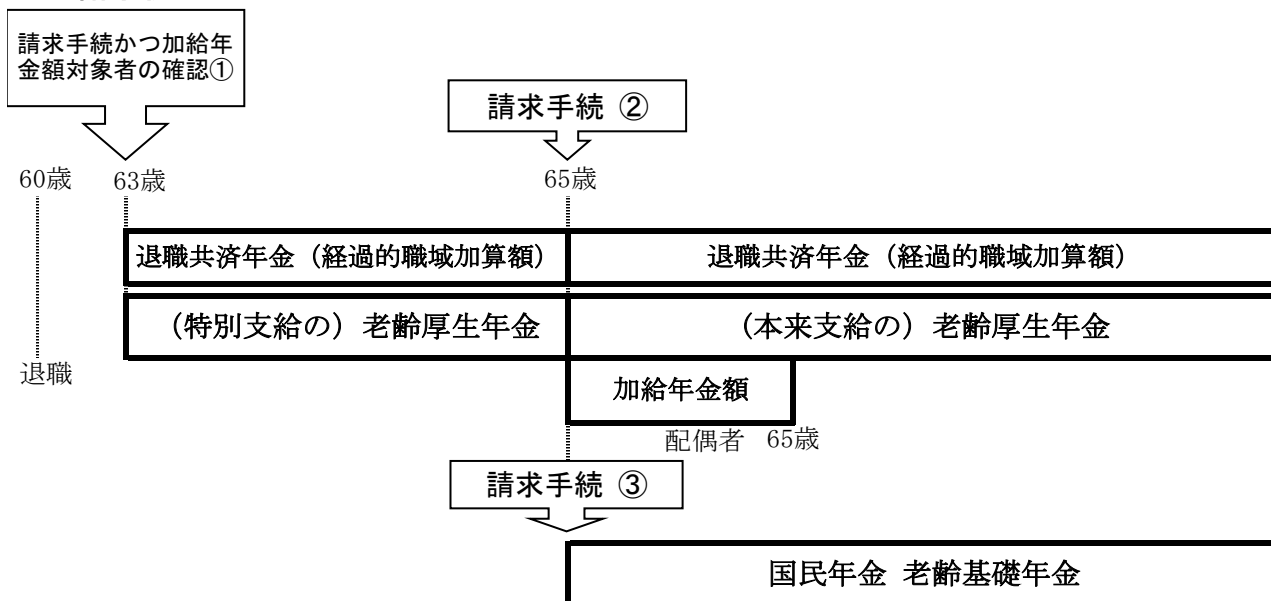 請求手続かつ加給年
金額対象者の確認①
請求手続 ②
60歳
63歳
65歳
退職共済年金（経過的職域加算額）
退職共済年金（経過的職域加算額）
（特別支給の）老齢厚生年金
（本来支給の）老齢厚生年金
退職
加給年金額
配偶者 65歳
請求手続 ③
国民年金 老齢基礎年金